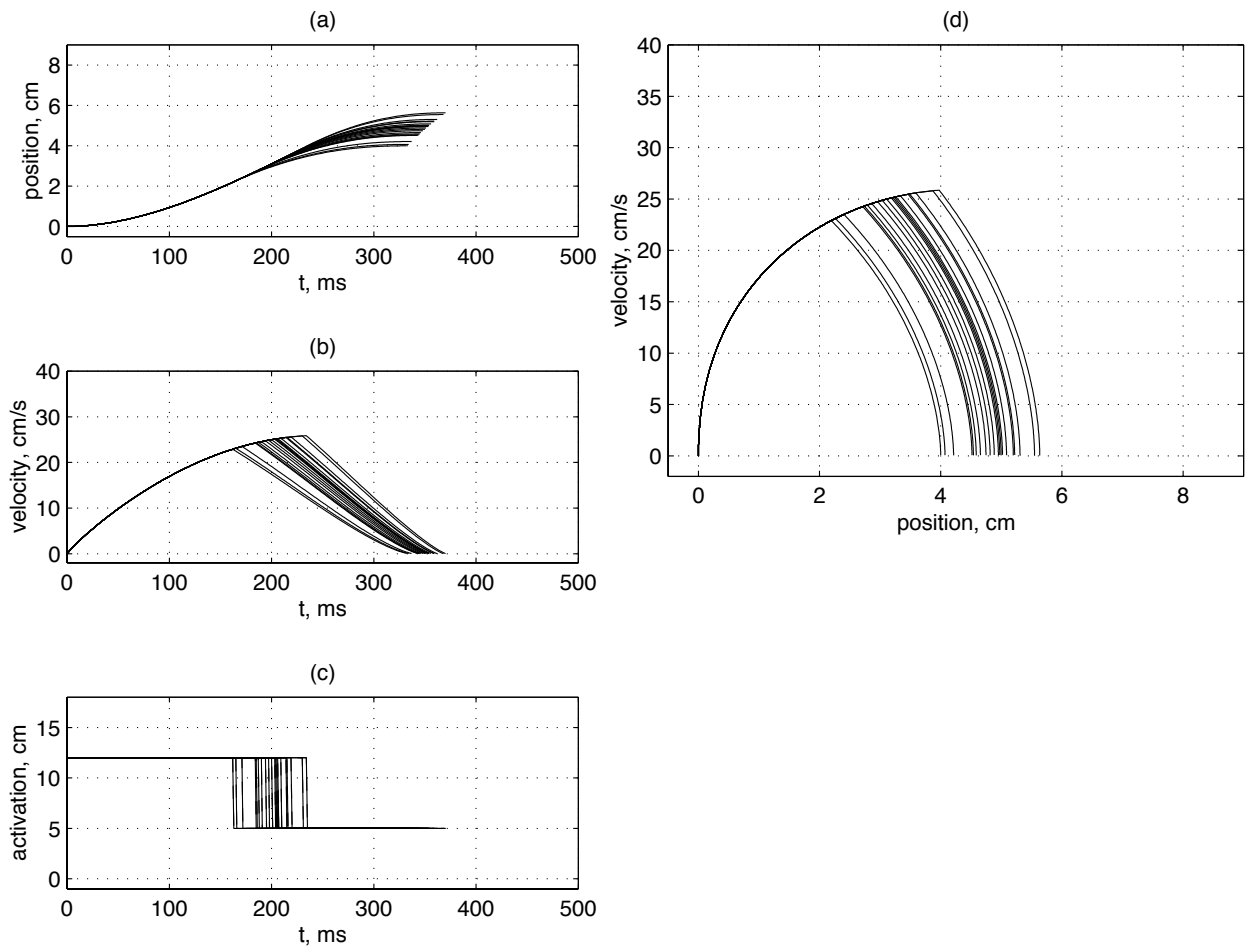 (a)
position, cm
8
6
4
2
0
0 100 200 300 400 500
t, ms
(b)
velocity, cm/s
40
30
20
10
0
0 100 200 300 400 500
t, ms
(c)
activation, cm
15
10
5
0
0 100 200 300 400 500
t, ms
(d)
velocity, cm/s
40
35
30
25
20
15
10
5
0
0 2 4 6 8
position, cm